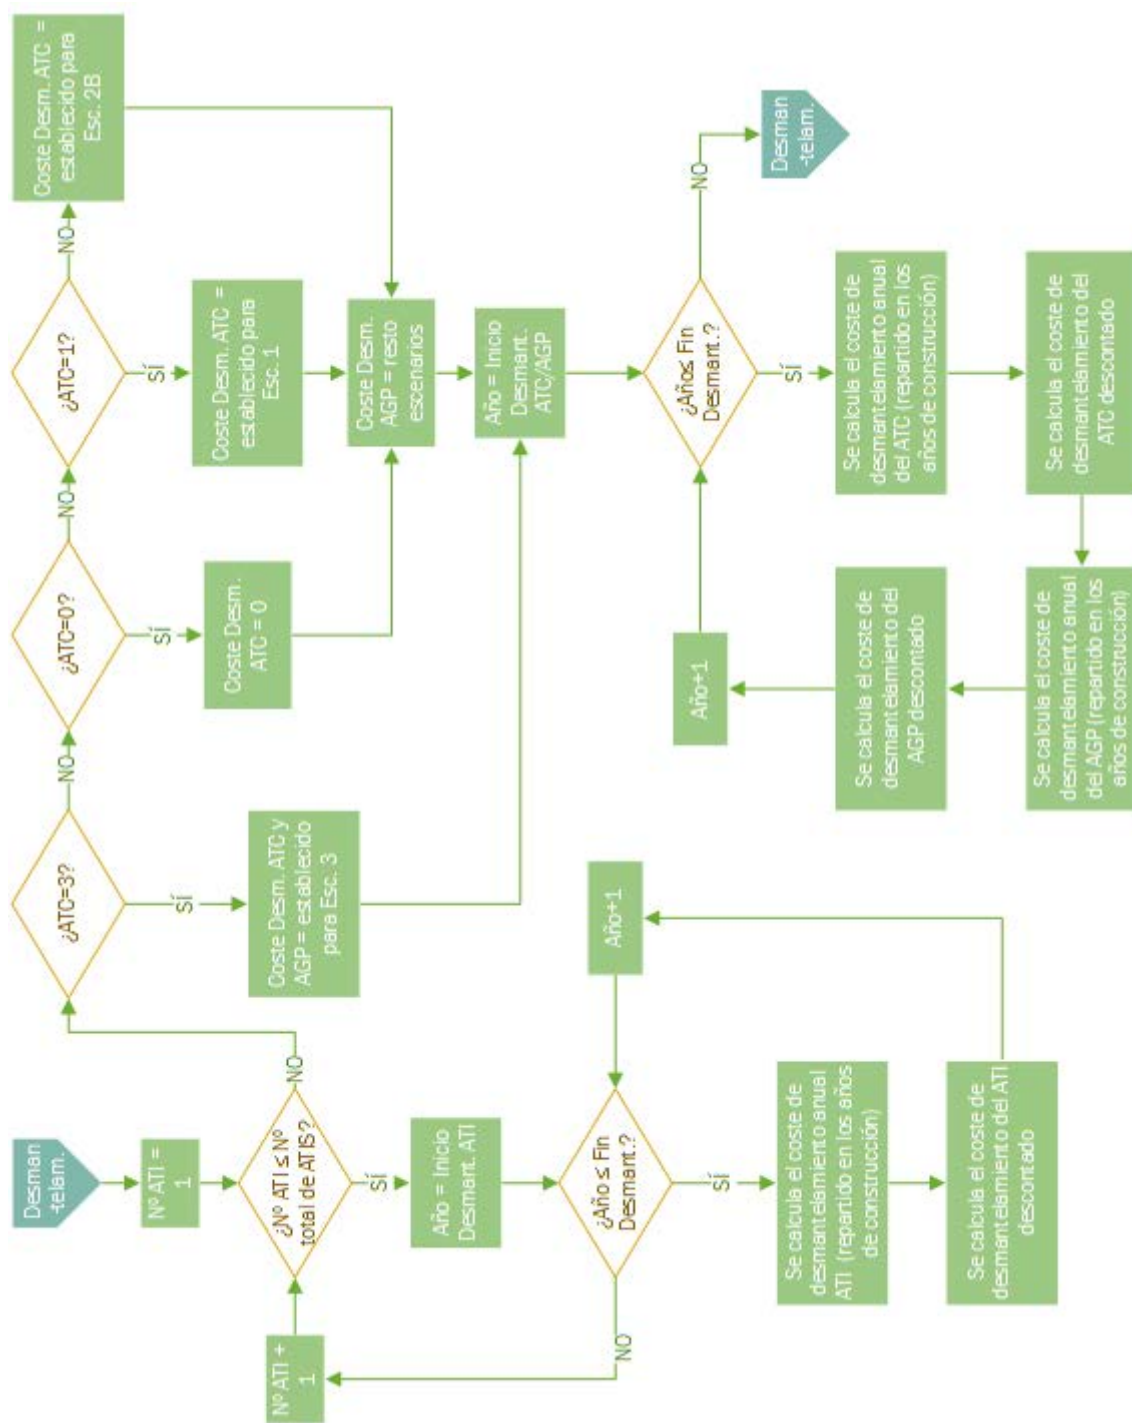 Desman
-telam.
Nº ATI =
1
¿Nº ATI ≤ Nº
total de ATIS?
NO
SÍ
Nº ATI +
1
Año = Inicio
Desmant. ATI
¿Año ≤ Fin
Desmant.?
NO
SÍ
Año+1
Se calcula el coste de
desmantelamiento anual
ATI (repartido en los años
de construcción)
Se calcula el coste de
desmantelamiento del ATI
descontado
¿ATC=3?
NO
SÍ
Coste Desm. ATC y
AGP = establecido
para Esc. 3
¿ATC=0?
NO
SÍ
Coste Desm.
ATC = 0
¿ATC=1?
NO
SÍ
Coste Desm. ATC =
establecido para
Esc. 1
Coste Desm. ATC =
establecido para
Esc. 2B
Coste Desm.
AGP = resto
escenarios
Año = Inicio
Desmant.
ATC/AGP
¿Año≤ Fin
Desmant.?
NO
SÍ
Desman
-telam.
Año+1
Se calcula el coste de
desmantelamiento anual
del ATC (repartido en los
años de construcción)
Se calcula el coste de
desmantelamiento del
ATC descontado
Se calcula el coste de
desmantelamiento anual
del AGP (repartido en los
años de construcción)
Se calcula el coste de
desmantelamiento del
AGP descontado